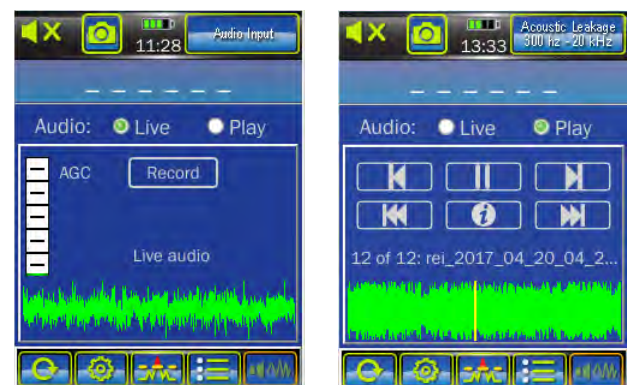 11:28
Audio Input
Audio: Live Play
AGC Record
Live audio
13:33
Acoustic Leakage
300 hz -20 kHz
Audio: Live Play
12 of 12: rei_2017_04_20_04_2...